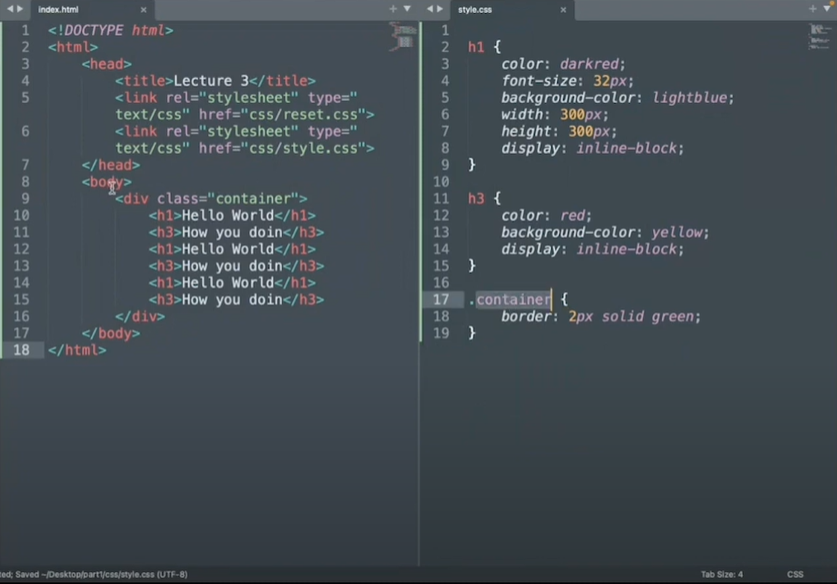 index.html
1 <!DOCTYPE html>
2 <html>
3 <head>
4 <title>Lecture 3</title>
5 <link rel="stylesheet" type="
text/css" href="css/reset.css">
6 <link rel="stylesheet" type="
text/css" href="css/style.css">
7 </head>
8 <body>
9 <div class="container">
10 <h1>Hello World</h1>
11 <h3>How you doin</h3>
12 <h1>Hello World</h1>
13 <h3>How you doin</h3>
14 <h1>Hello World</h1>
15 <h3>How you doin</h3>
16 </div>
17 </body>
18 </html>
style.css
1
2 h1 {
3 color: darkred;
4 font-size: 32px;
5 background-color: lightblue;
6 width: 300px;
7 height: 300px;
8 display: inline-block;
9 }
10
11 h3 {
12 color: red;
13 background-color: yellow;
14 display: inline-block;
15 }
16
17 .container {
18 border: 2px solid green;
19 }
ted; Saved ~/Desktop/part1/css/style.css (UTF-8)
Tab Size: 4
CSS